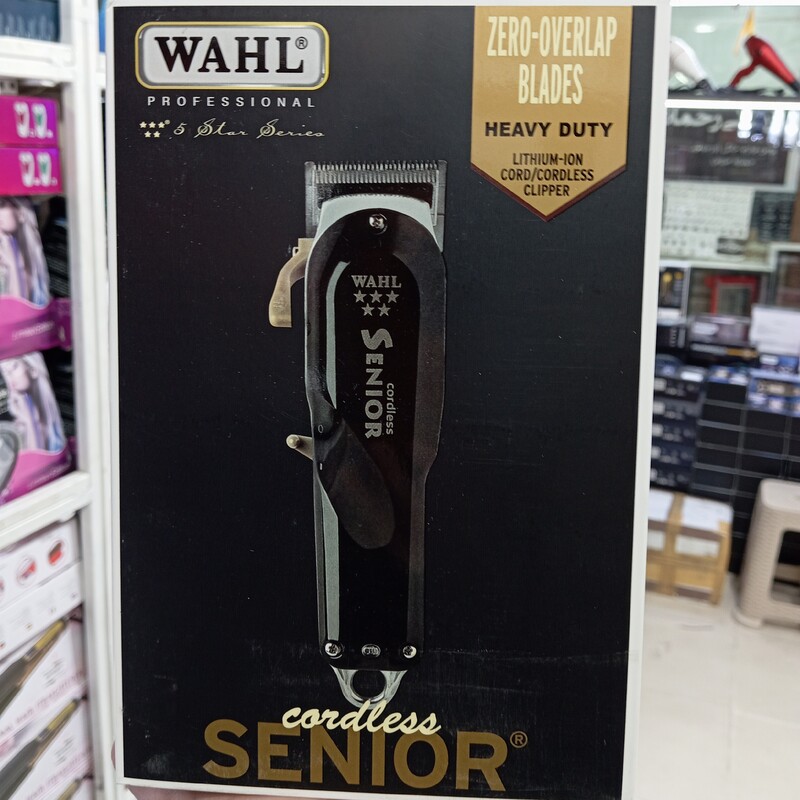 WAHL®
PROFESSIONAL
5 Star Series
ZERO-OVERLAP
BLADES
HEAVY DUTY
LITHIUM-ION
CORD/CORDLESS
CLIPPER
WAHL
SENIOR
cordless
cordless
SENIOR®